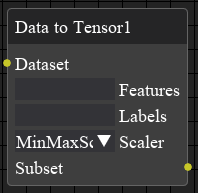 Data to Tensor1
Dataset
Features
Labels
MinMaxSc Scaler
Subset